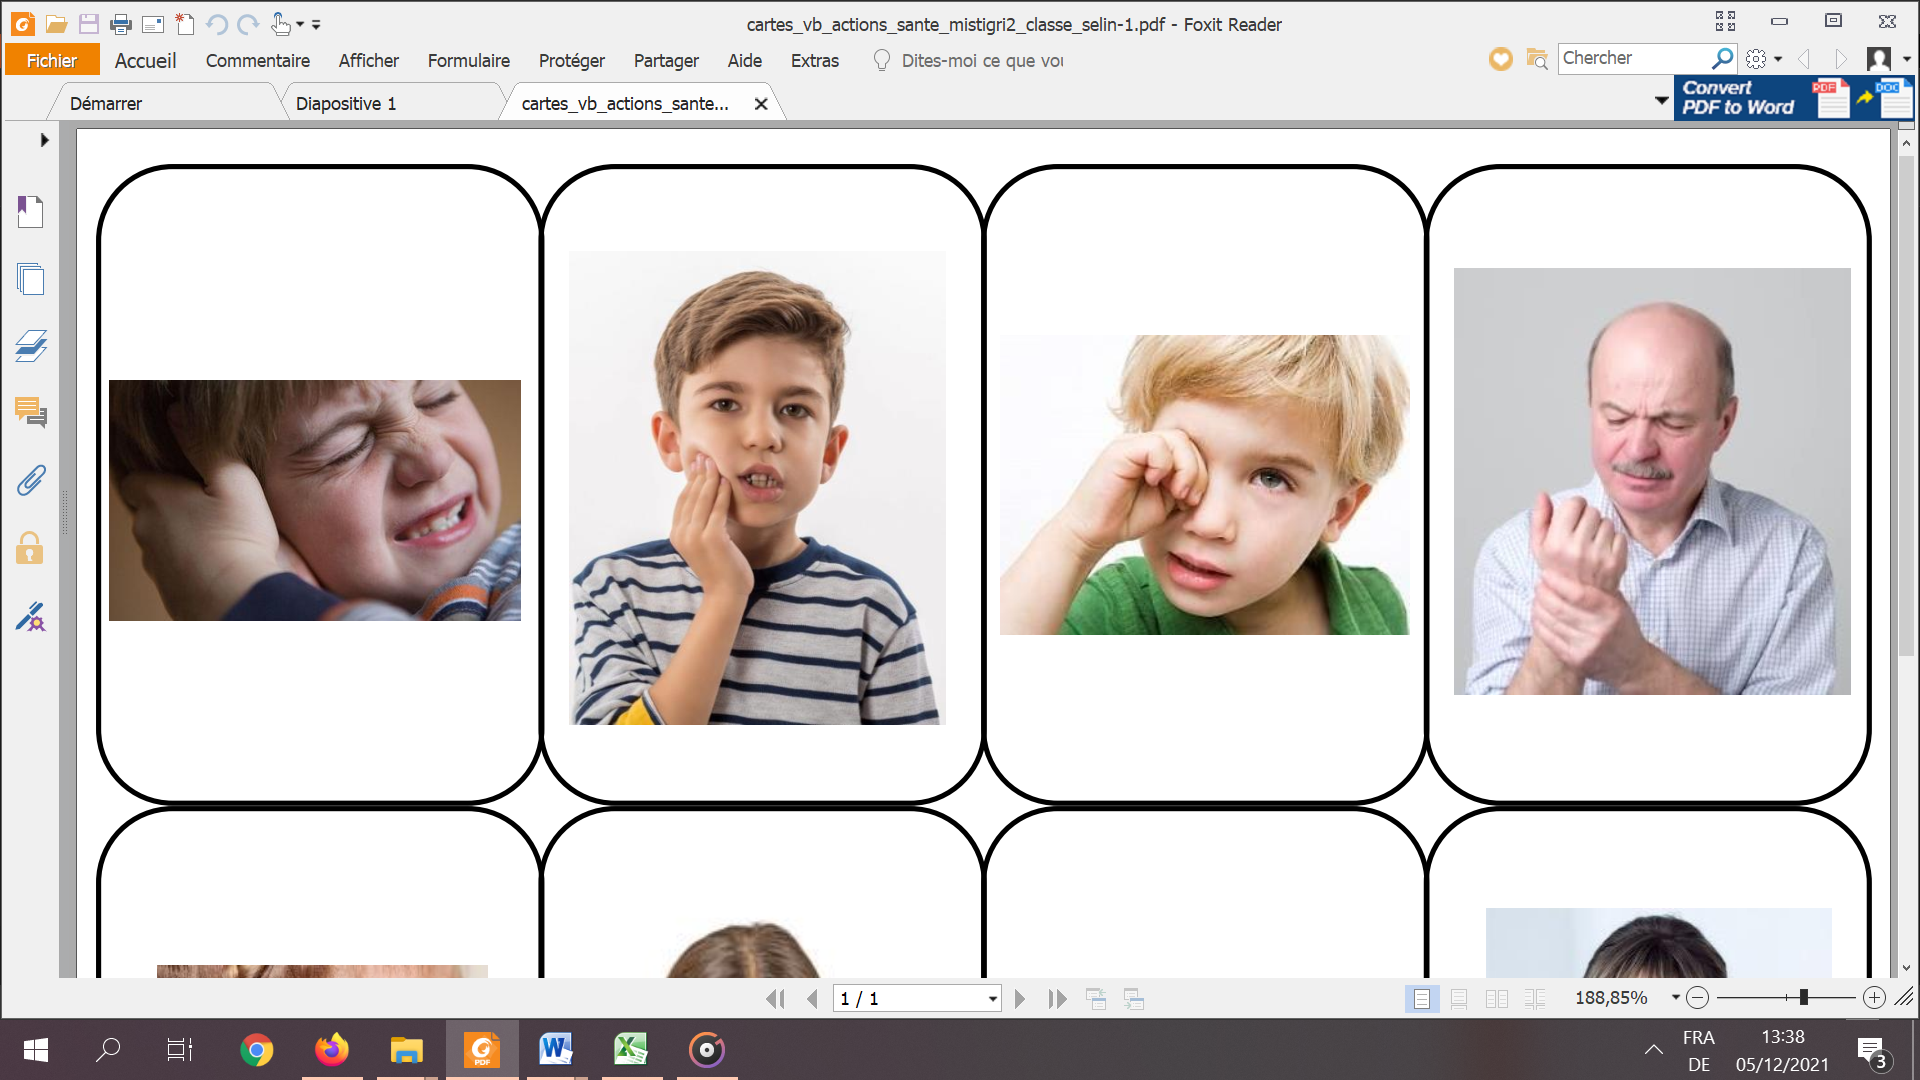 cartes_vb_actions_sante_mistigri2_classe_selin-1.pdf - Foxit Reader
Fichier Accueil Commentaire Afficher Formulaire Protéger Partager Aide Extras Dites-moi ce que vou Chercher
Démarrer Diapositive 1 cartes_vb_actions_sante...
Convert PDF DOC
PDF to Word
1 / 1 188,85%
PDF
FRA 13:38
DE 05/12/2021 3